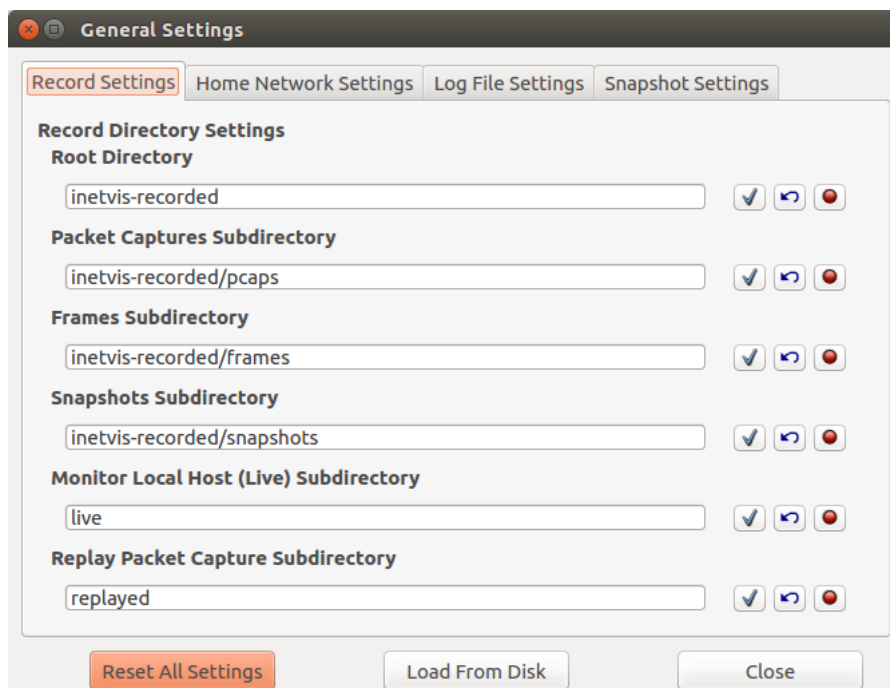 General Settings
Record Settings Home Network Settings Log File Settings Snapshot Settings
Record Directory Settings
Root Directory
inetvis-recorded
Packet Captures Subdirectory
inetvis-recorded/pcaps
Frames Subdirectory
inetvis-recorded/frames
Snapshots Subdirectory
inetvis-recorded/snapshots
Monitor Local Host (Live) Subdirectory
live
Replay Packet Capture Subdirectory
replayed
Reset All Settings Load From Disk Close